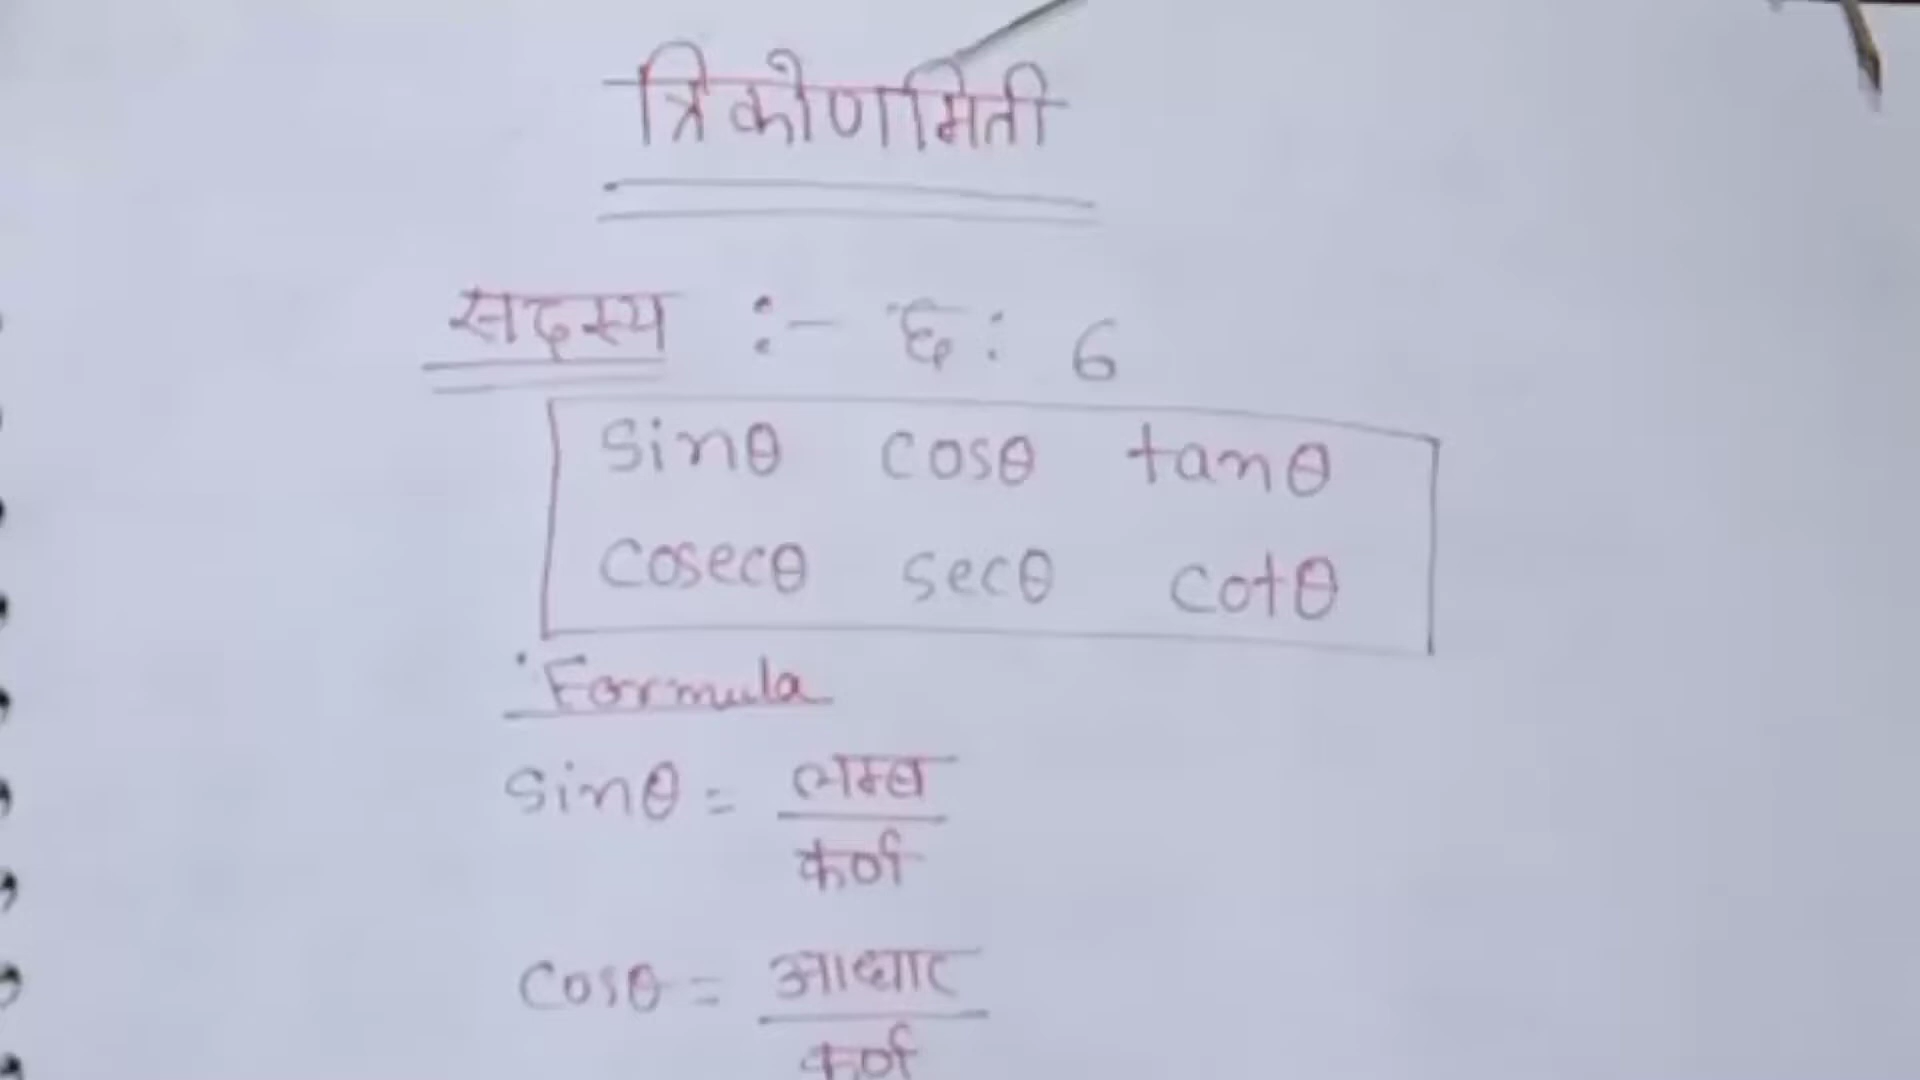 त्रिकोणमिती
सदस्य :- छ: 6
sinθ cosθ tanθ
cosecθ secθ cotθ
Formula
sinθ = लम्ब
कर्ण
cosθ = आधार
कर्ण